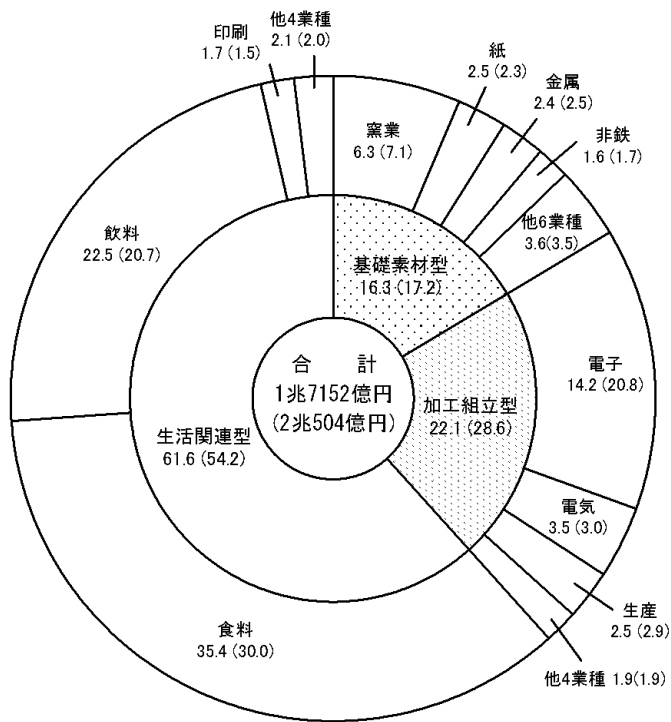 印刷
1.7 (1.5)
他4業種
2.1 (2.0)
紙
2.5 (2.3)
金属
2.4 (2.5)
非鉄
1.6 (1.7)
窯業
6.3 (7.1)
他6業種
3.6(3.5)
飲料
22.5 (20.7)
基礎素材型
16.3 (17.2)
電子
14.2 (20.8)
合　計
1兆7152億円
(2兆504億円)
加工組立型
22.1 (28.6)
生活関連型
61.6 (54.2)
電気
3.5 (3.0)
生産
2.5 (2.9)
食料
35.4 (30.0)
他4業種 1.9(1.9)